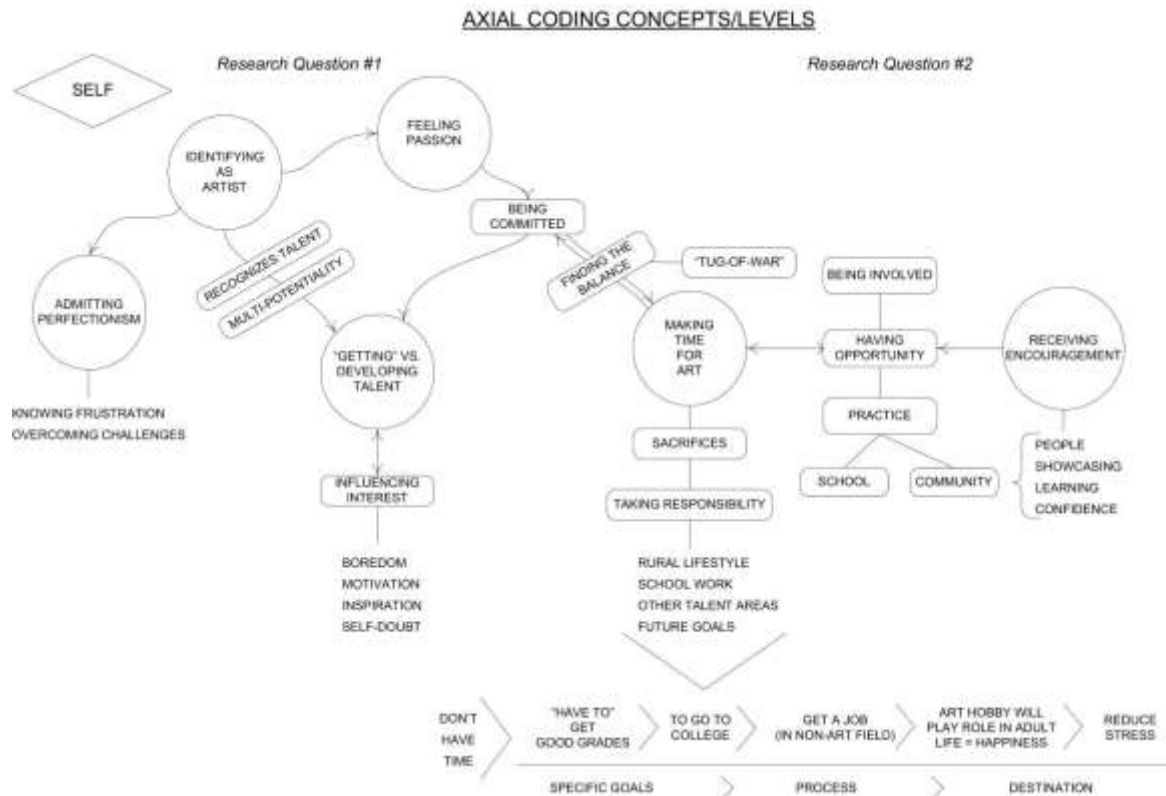 AXIAL CODING CONCEPTS/LEVELS
Research Question #1
Research Question #2
SELF
IDENTIFYING
AS
ARTIST
FEELING
PASSION
BEING
COMMITTED
RECOGNIZES TALENT
MULTI-POTENTIALITY
FINDING THE
BALANCE
"TUG-OF-WAR"
ADMITTING
PERFECTIONISM
KNOWING FRUSTRATION
OVERCOMING CHALLENGES
"GETTING" VS.
DEVELOPING
TALENT
INFLUENCING
INTEREST
BOREDOM
MOTIVATION
INSPIRATION
SELF-DOUBT
MAKING
TIME
FOR
ART
SACRIFICES
TAKING RESPONSIBILITY
RURAL LIFESTYLE
SCHOOL WORK
OTHER TALENT AREAS
FUTURE GOALS
BEING INVOLVED
HAVING
OPPORTUNITY
PRACTICE
SCHOOL
COMMUNITY
RECEIVING
ENCOURAGEMENT
PEOPLE
SHOWCASING
LEARNING
CONFIDENCE
DON'T
HAVE
TIME
"HAVE TO"
GET
GOOD GRADES
TO GO TO
COLLEGE
GET A JOB
(IN NON-ART FIELD)
ART HOBBY WILL
PLAY ROLE IN ADULT
LIFE = HAPPINESS
REDUCE
STRESS
SPECIFIC GOALS
PROCESS
DESTINATION